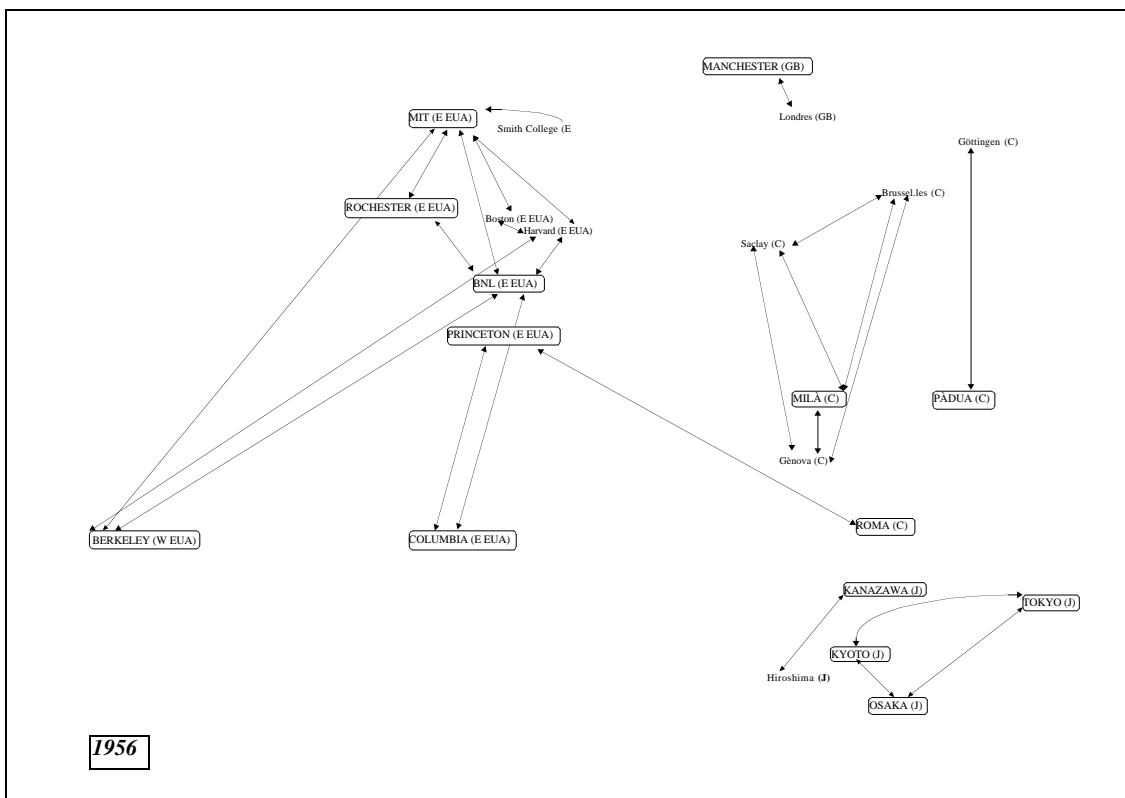 MANCHESTER (GB)
Londres (GB)
MIT (E EUA)
Smith College (E
Göttingen (C)
Brussel.les (C)
ROCHESTER (E EUA)
Boston (E EUA)
Harvard (E EUA)
Saclay (C)
BNL (E EUA)
PRINCETON (E EUA)
MILÀ (C)
PÀDUA (C)
Gènova (C)
ROMA (C)
BERKELEY (W EUA)
COLUMBIA (E EUA)
KANAZAWA (J)
TOKYO (J)
KYOTO (J)
Hiroshima (J)
OSAKA (J)
1956